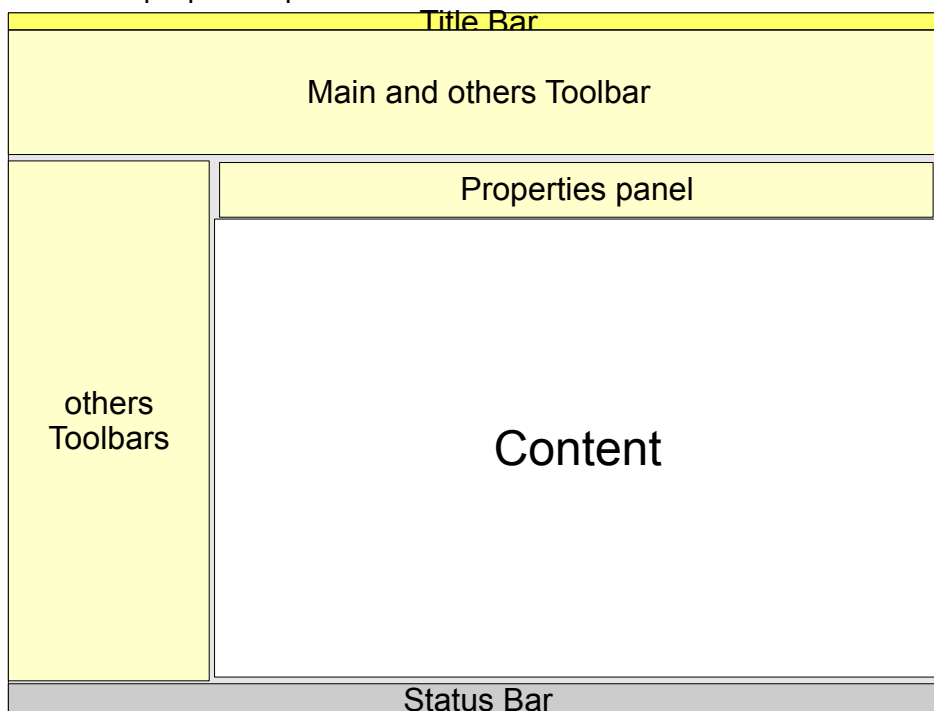 Title Bar
Main and others Toolbar
Properties panel
others
Toolbars
Content
Status Bar